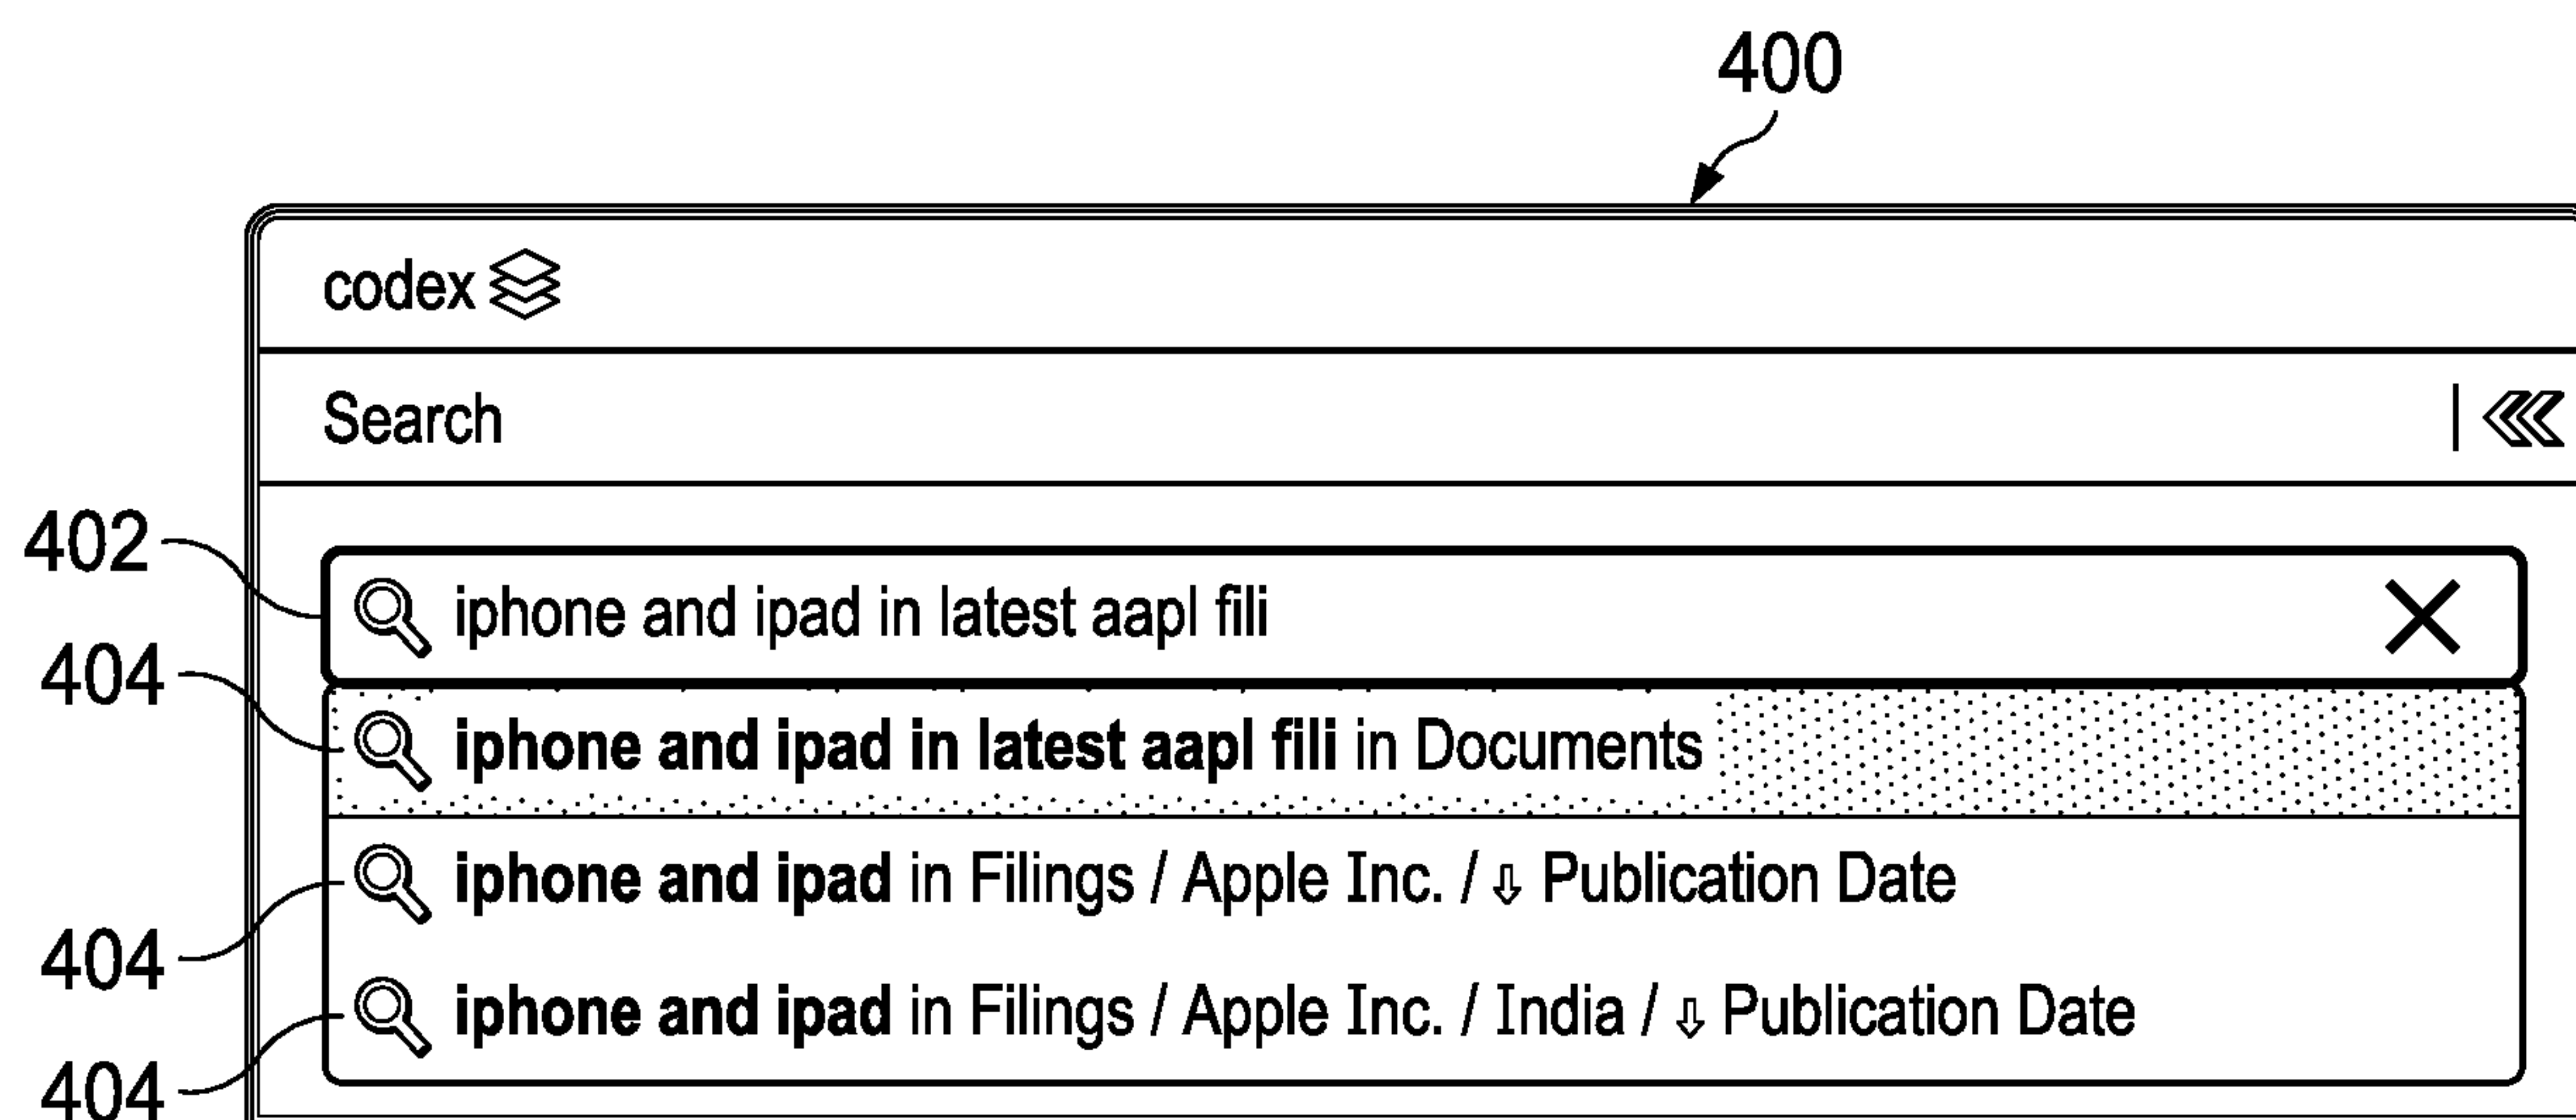 400
codex
Search
402
iphone and ipad in latest aapl fili
404
iphone and ipad in latest aapl fili in Documents
404
iphone and ipad in Filings / Apple Inc. / ⇩ Publication Date
404
iphone and ipad in Filings / Apple Inc. / India / ⇩ Publication Date